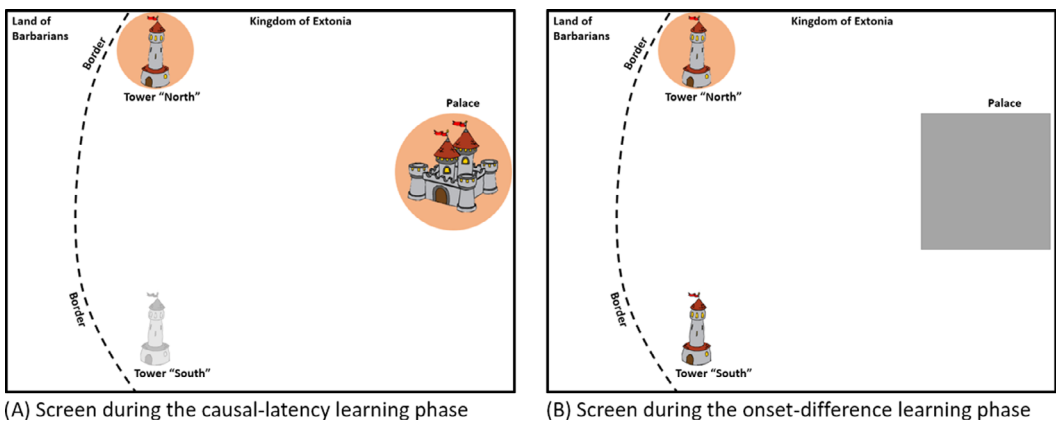 Land of
Barbarians
Kingdom of Extonia
Border
Tower “North”
Palace
Border
Tower “South”
(A) Screen during the causal-latency learning phase
Land of
Barbarians
Kingdom of Extonia
Border
Tower “North”
Palace
Border
Tower “South”
(B) Screen during the onset-difference learning phase